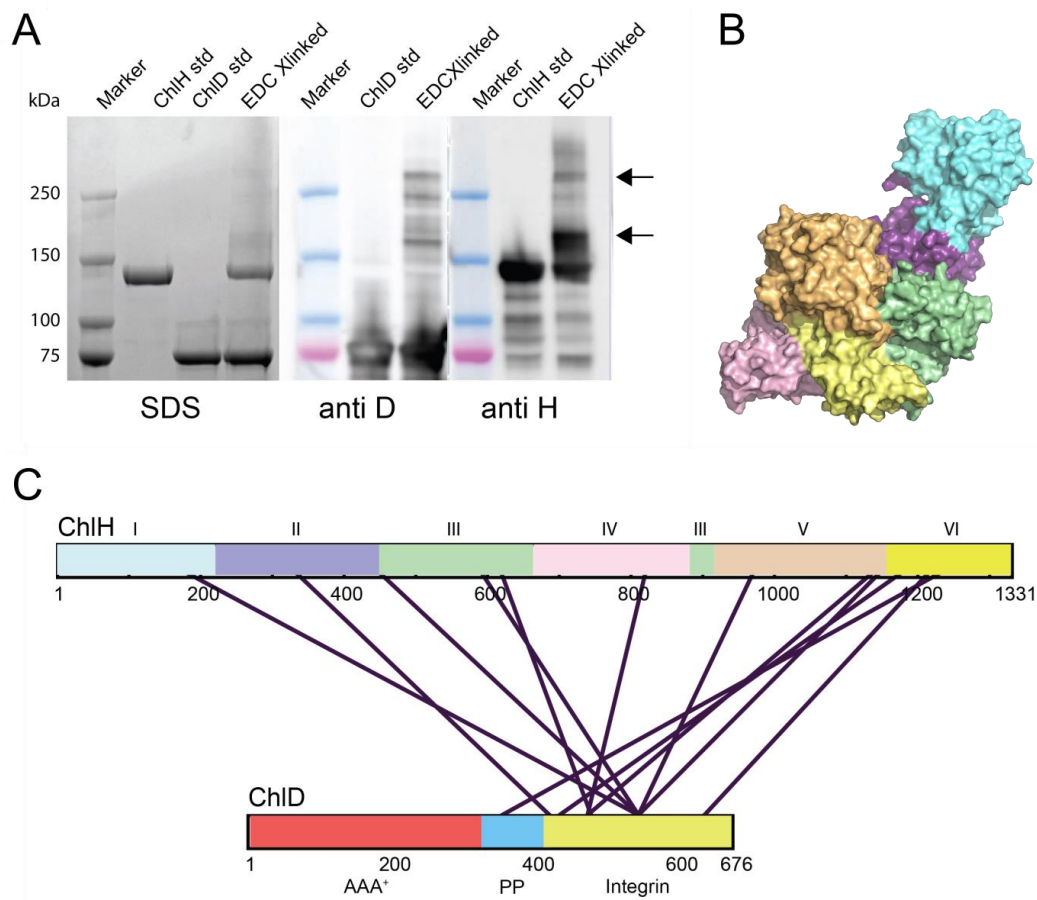 A
B
Marker
ChlH std
ChlD std
EDC Xlinked
Marker
ChlD std
EDCXlinked
Marker
ChlH std
EDC Xlinked
kDa
250
150
100
75
SDS
anti D
anti H
C
ChlH
I II III IV III V VI
1 200 400 600 800 1000 1200 1331
ChlD
1 200 400 600 676
AAA+ PP Integrin